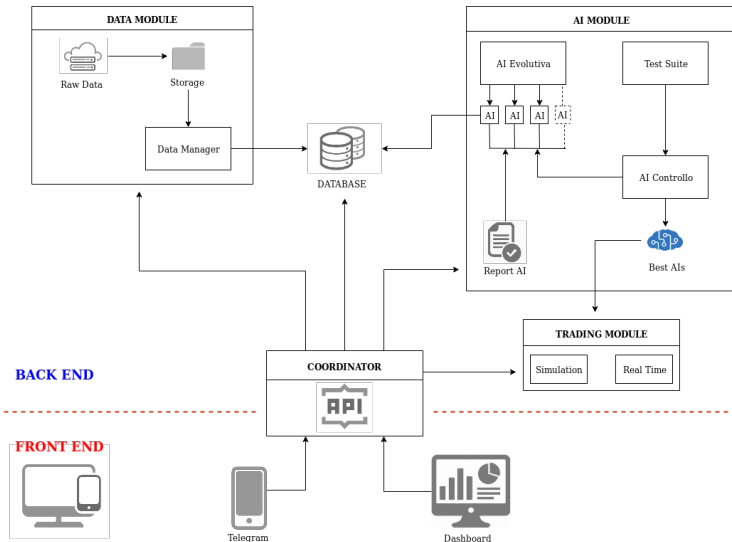 DATA MODULE
Raw Data
Storage
Data Manager
DATABASE
AI MODULE
AI Evolutiva
Test Suite
AI
AI
AI
AI
AI Controllo
Report AI
Best AIs
TRADING MODULE
Simulation
Real Time
COORDINATOR
API
BACK END
FRONT END
Telegram
Dashboard